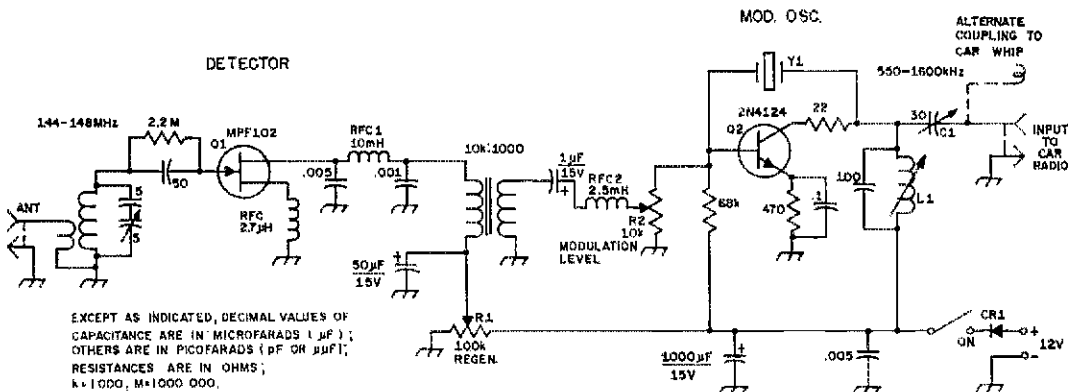 MOD. OSC.
ALTERNATE
COUPLING TO
CAR WHIP
DETECTOR
Y1
550-1600kHz
144-148MHz
2.2M
Q1
MPF102
RFC1
10mH
2N4124
Q2
22
30
C1
INPUT
TO
CAR
RADIO
50
.005
.001
10k:1000
1µF
15V
+
RFC2
2.5mH
R2
10k
MODULATION
LEVEL
68k
470
.1
100
L1
ANT
5
5
RFC
2.7µH
50µF
15V
+
R1
100k
REGEN.
1000µF
15V
+
.005
ON
CR1
+
12V
-
EXCEPT AS INDICATED, DECIMAL VALUES OF
CAPACITANCE ARE IN MICROFARADS ( µF ) ;
OTHERS ARE IN PICOFARADS ( pF OR µµF);
RESISTANCES ARE IN OHMS ;
k=1000, M=1000 000.